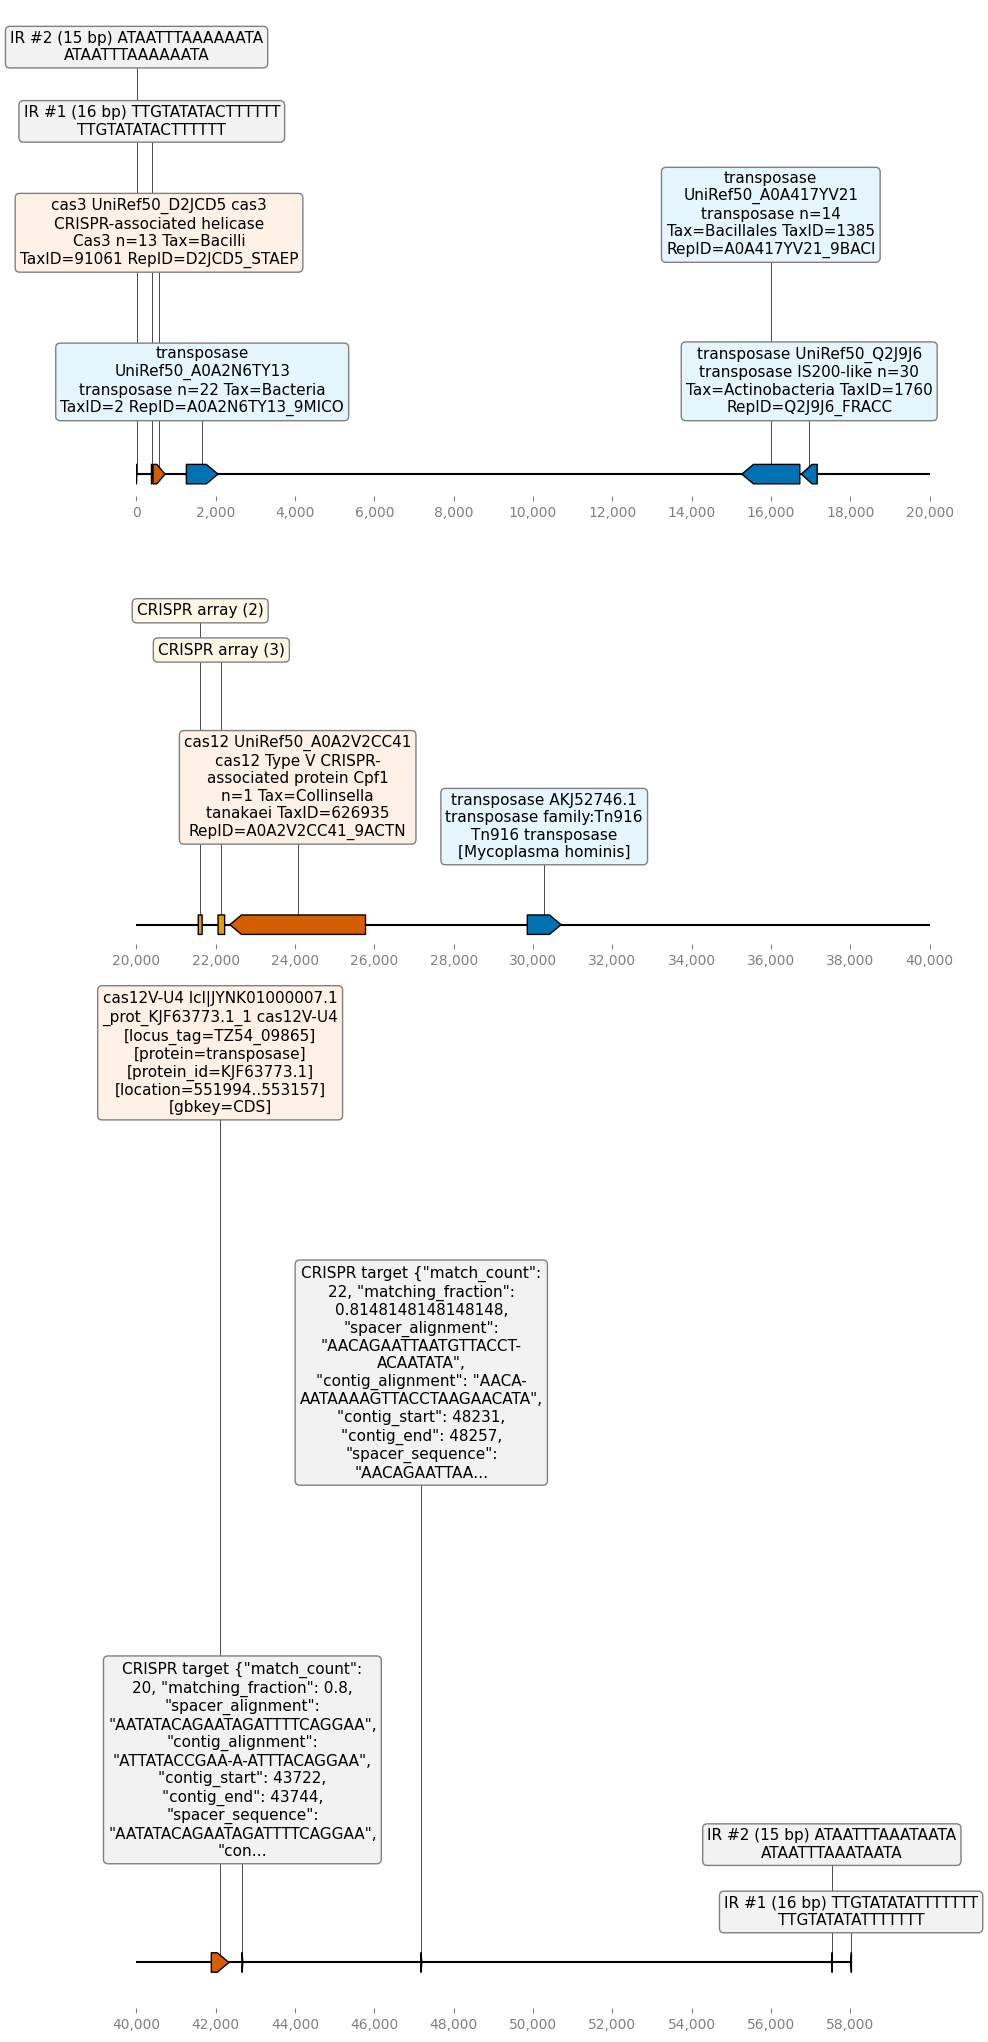 IR #2 (15 bp) ATAATTTAAAAAATA
ATAATTTAAAAAATA
IR #1 (16 bp) TTGTATATACTTTTTT
TTGTATATACTTTTTT
cas3 UniRef50_D2JCD5 cas3
CRISPR-associated helicase
Cas3 n=13 Tax=Bacilli
TaxID=91061 RepID=D2JCD5_STAEP
transposase
UniRef50_A0A417YV21
transposase n=14
Tax=Bacillales TaxID=1385
RepID=A0A417YV21_9BACI
transposase
UniRef50_A0A2N6TY13
transposase n=22 Tax=Bacteria
TaxID=2 RepID=A0A2N6TY13_9MICO
transposase UniRef50_Q2J9J6
transposase IS200-like n=30
Tax=Actinobacteria TaxID=1760
RepID=Q2J9J6_FRACC
0 2,000 4,000 6,000 8,000 10,000 12,000 14,000 16,000 18,000 20,000
CRISPR array (2)
CRISPR array (3)
cas12 UniRef50_A0A2V2CC41
cas12 Type V CRISPR-
associated protein Cpf1
n=1 Tax=Collinsella
tanakaei TaxID=626935
RepID=A0A2V2CC41_9ACTN
transposase AKJ52746.1
transposase family:Tn916
Tn916 transposase
[Mycoplasma hominis]
20,000 22,000 24,000 26,000 28,000 30,000 32,000 34,000 36,000 38,000 40,000
cas12V-U4 lcl|JYNK01000007.1
_prot_KJF63773.1_1 cas12V-U4
[locus_tag=TZ54_09865]
[protein=transposase]
[protein_id=KJF63773.1]
[location=551994..553157]
[gbkey=CDS]
CRISPR target {"match_count":
22, "matching_fraction":
0.8148148148148148,
"spacer_alignment":
"AACAGAATTAATGTTACCT-
ACAATATA",
"contig_alignment": "AACA-
AATAAAAGTTACCTAAGAACATA",
"contig_start": 48231,
"contig_end": 48257,
"spacer_sequence":
"AACAGAATTAA...
CRISPR target {"match_count":
20, "matching_fraction": 0.8,
"spacer_alignment":
"AATATACAGAATAGATTTTCAGGAA",
"contig_alignment":
"ATTATACCGAA-A-ATTTACAGGAA",
"contig_start": 43722,
"contig_end": 43744,
"spacer_sequence":
"AATATACAGAATAGATTTTCAGGAA",
"con...
IR #2 (15 bp) ATAATTTAAATAATA
ATAATTTAAATAATA
IR #1 (16 bp) TTGTATATATTTTTTT
TTGTATATATTTTTTT
40,000 42,000 44,000 46,000 48,000 50,000 52,000 54,000 56,000 58,000